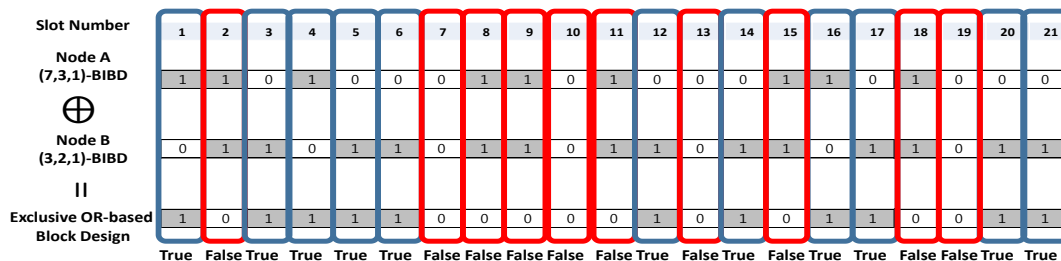 Slot Number 1 2 3 4 5 6 7 8 9 10 11 12 13 14 15 16 17 18 19 20 21
Node A
(7,3,1)-BIBD
1 1 0 1 0 0 0 1 1 0 1 0 0 0 1 1 0 1 0 0 0
⊕
Node B
(3,2,1)-BIBD
0 1 1 0 1 1 0 1 1 0 1 1 0 1 1 0 1 1 0 1 1
=
Exclusive OR-based
Block Design
1 0 1 1 1 1 0 0 0 0 0 1 0 1 0 1 1 0 0 1 1
True False True True True True False False False False False True False True False True True False False True True